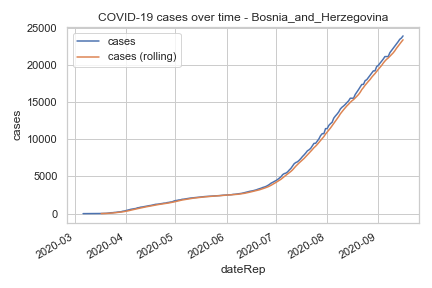 COVID-19 cases over time - Bosnia_and_Herzegovina
cases
cases (rolling)
25000
20000
15000
10000
5000
0
cases
2020-03
2020-04
2020-05
2020-06
2020-07
2020-08
2020-09
dateRep